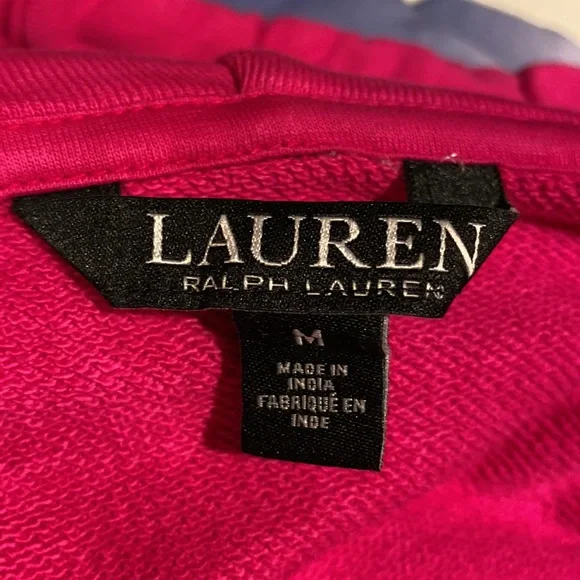 LAUREN
RALPH LAUREN
M
MADE IN
INDIA
FABRIQUÉ EN
INDE